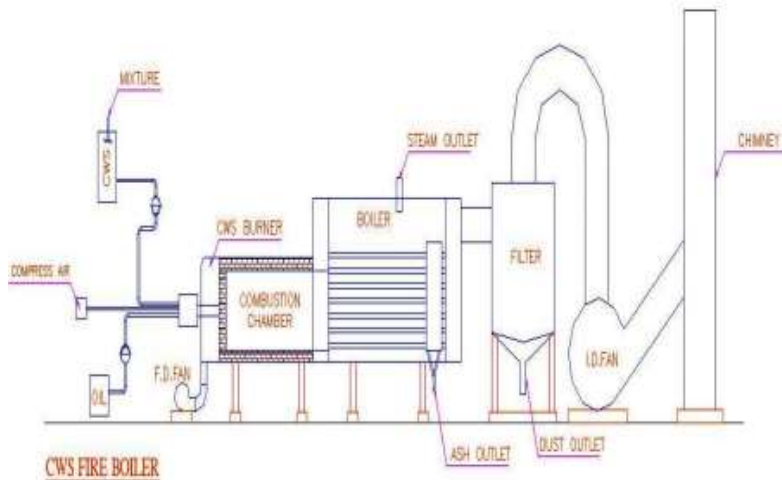 MIXTURE
CWS
STEAM OUTLET
CHIMNEY
CWS BURNER
BOILER
FILTER
COMPRESS AIR
COMBUSTION
CHAMBER
F.D.FAN
I.D.FAN
OIL
ASH OUTLET
DUST OUTLET
CWS FIRE BOILER